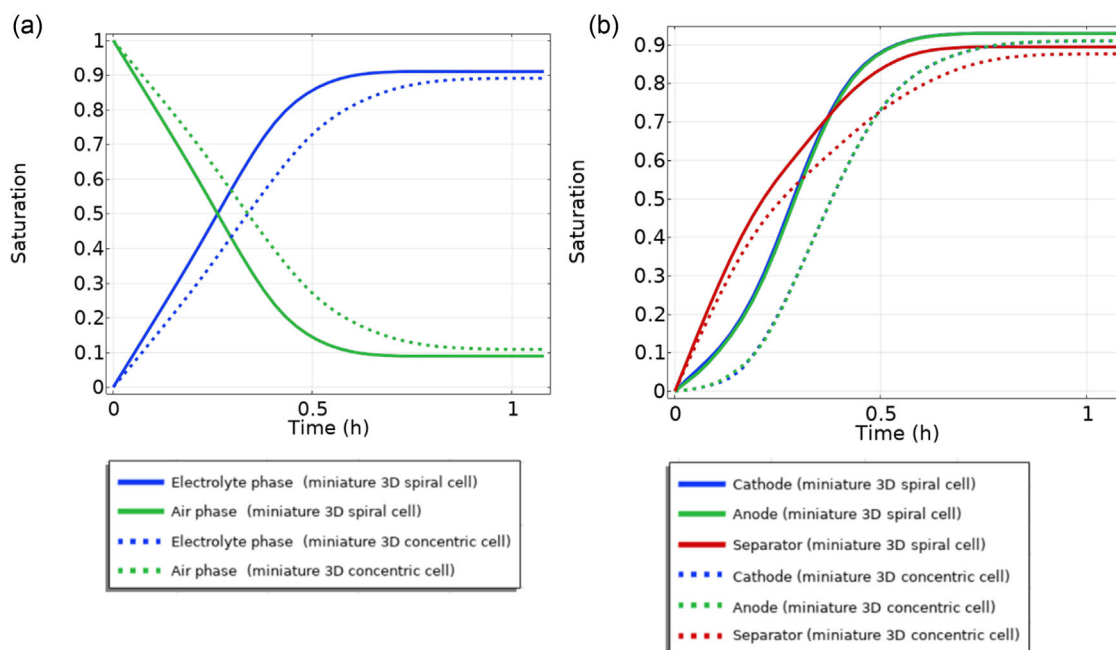 (a)
1
0.9
0.8
0.7
0.6
0.5
0.4
0.3
0.2
0.1
0
Saturation
0
0.5
1
Time (h)
Electrolyte phase (miniature 3D spiral cell)
Air phase (miniature 3D spiral cell)
Electrolyte phase (miniature 3D concentric cell)
Air phase (miniature 3D concentric cell)
(b)
0.9
0.8
0.7
0.6
0.5
0.4
0.3
0.2
0.1
0
Saturation
0
0.5
1
Time (h)
Cathode (miniature 3D spiral cell)
Anode (miniature 3D spiral cell)
Separator (miniature 3D spiral cell)
Cathode (miniature 3D concentric cell)
Anode (miniature 3D concentric cell)
Separator (miniature 3D concentric cell)